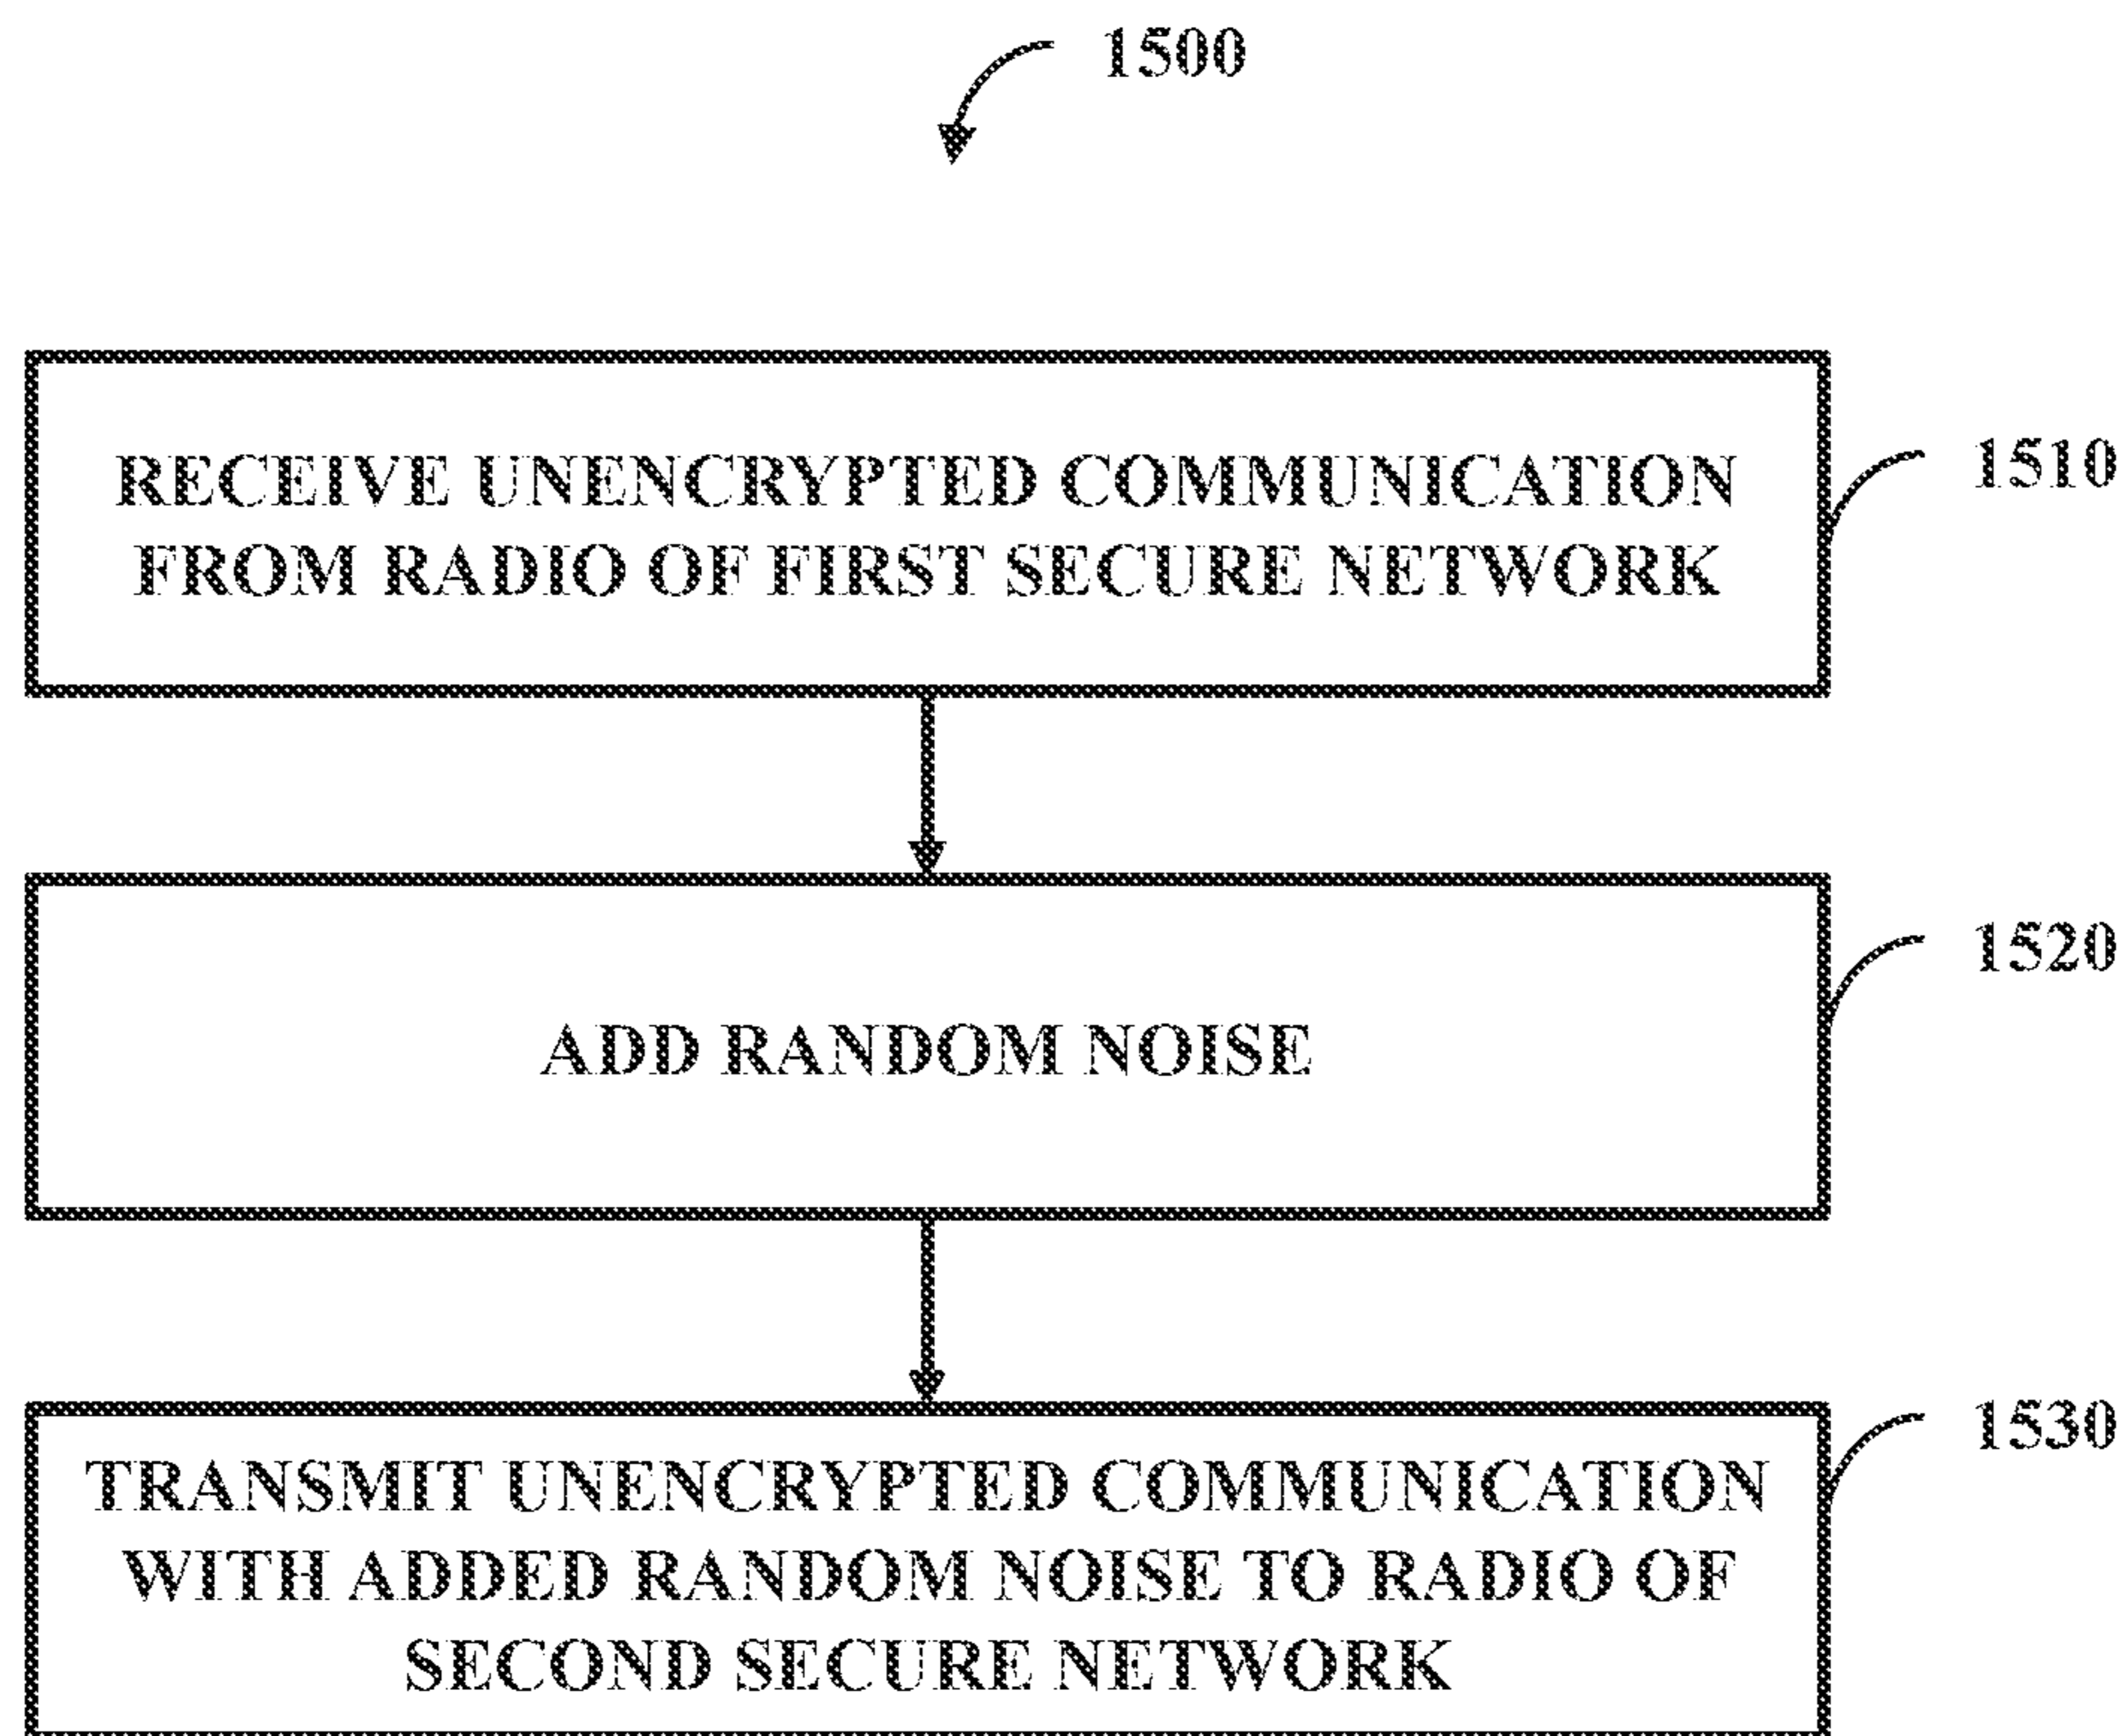 1500
RECEIVE UNENCRYPTED COMMUNICATION
FROM RADIO OF FIRST SECURE NETWORK
1510
ADD RANDOM NOISE
1520
TRANSMIT UNENCRYPTED COMMUNICATION
WITH ADDED RANDOM NOISE TO RADIO OF
SECOND SECURE NETWORK
1530